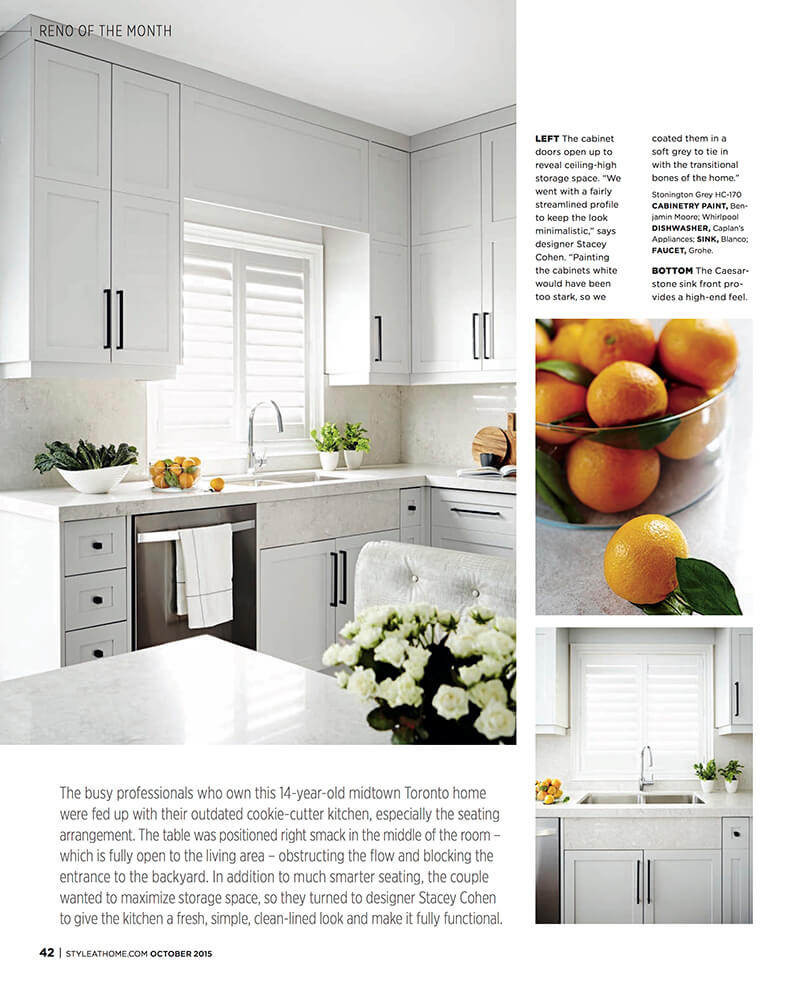 RENO OF THE MONTH
LEFT The cabinet
doors open up to
reveal ceiling-high
storage space. “We
went with a fairly
streamlined profile
to keep the look
minimalistic,” says
designer Stacey
Cohen. “Painting
the cabinets white
would have been
too stark, so we
coated them in a
soft grey to tie in
with the transitional
bones of the home.”
Stonington Grey HC-170
CABINETRY PAINT, Ben-
jamin Moore; Whirlpool
DISHWASHER, Caplan’s
Appliances; SINK, Blanco;
FAUCET, Grohe.
BOTTOM The Caesar-
stone sink front pro-
vides a high-end feel.
The busy professionals who own this 14-year-old midtown Toronto home
were fed up with their outdated cookie-cutter kitchen, especially the seating
arrangement. The table was positioned right smack in the middle of the room –
which is fully open to the living area – obstructing the flow and blocking the
entrance to the backyard. In addition to much smarter seating, the couple
wanted to maximize storage space, so they turned to designer Stacey Cohen
to give the kitchen a fresh, simple, clean-lined look and make it fully functional.
42 | STYLEATHOME.COM OCTOBER 2015